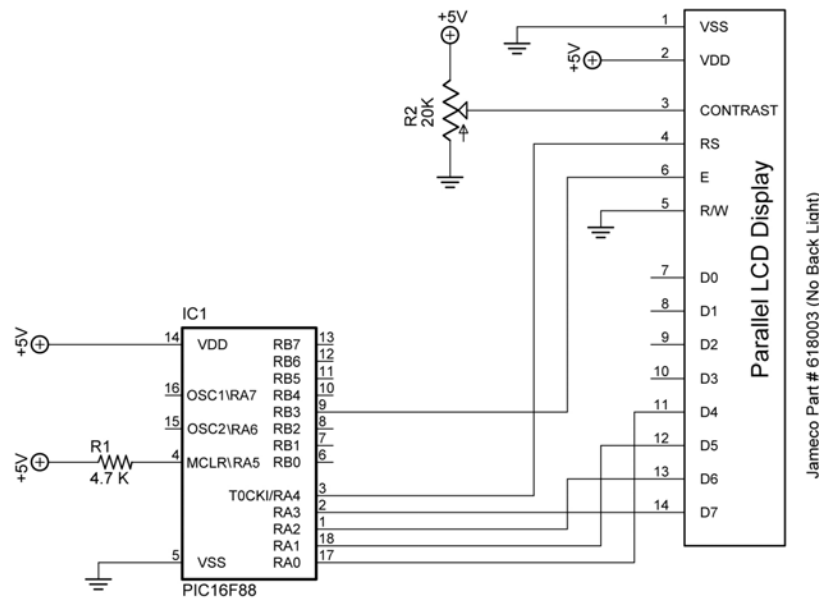 +5V
1 VSS
+5V 2 VDD
R2
20K
3 CONTRAST
4 RS
6 E
5 R/W
7 D0
8 D1
9 D2
10 D3
11 D4
12 D5
13 D6
14 D7
Parallel LCD Display
Jameco Part # 618003 (No Back Light)
IC1
+5V 14 VDD RB7 13
RB6 12
RB5 11
16 OSC1\RA7 RB4 10
RB3 9
15 OSC2\RA6 RB2 8
RB1 7
R1
+5V 4 MCLR\RA5 RB0 6
4.7 K
T0CKI/RA4 3
RA3 2
RA2 1
RA1 18
5 VSS RA0 17
PIC16F88